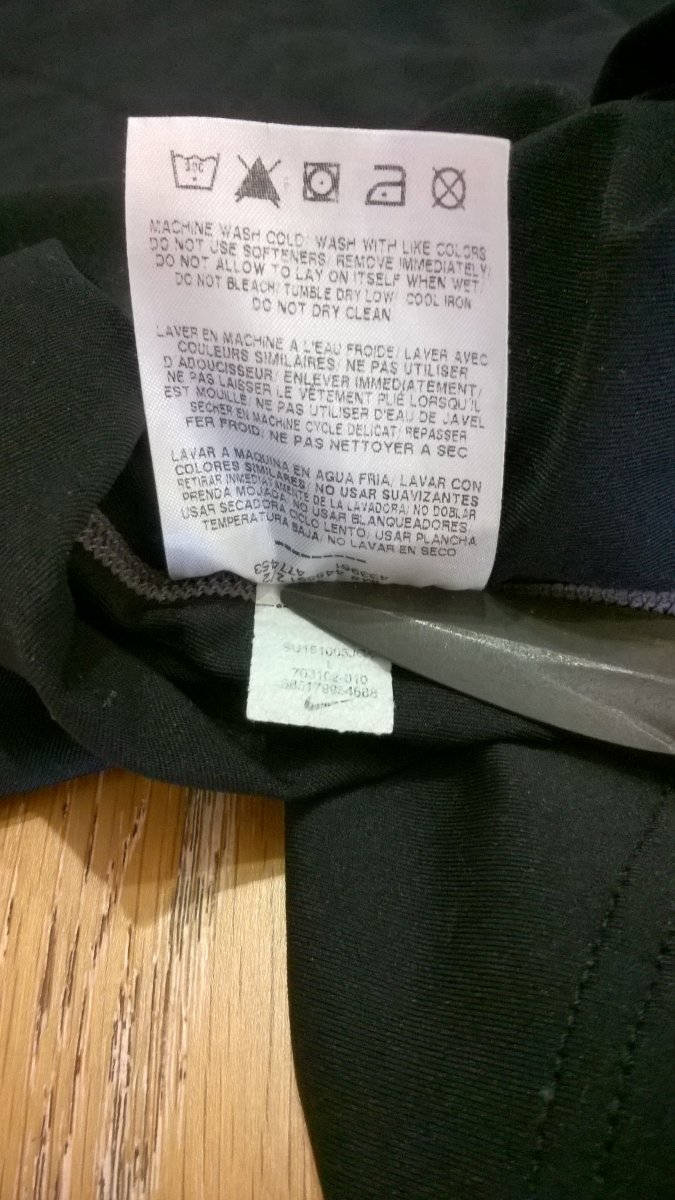 30C
MACHINE WASH COLD/ WASH WITH LIKE COLORS
DO NOT USE SOFTENERS/ REMOVE IMMEDIATELY/
DO NOT ALLOW TO LAY ON ITSELF WHEN WET/
DO NOT BLEACH/ TUMBLE DRY LOW/ COOL IRON
DO NOT DRY CLEAN
LAVER EN MACHINE A L'EAU FROIDE/ LAVER AVEC
COULEURS SIMILAIRES/ NE PAS UTILISER
D'ADOUCISSEUR/ ENLEVER IMMEDIATEMENT/
NE PAS LAISSER LE VÊTEMENT PLIÉ LORSQU'IL
EST MOUILLÉ/ NE PAS UTILISER D'EAU DE JAVEL
SECHER EN MACHINE CYCLE DELICAT/ REPASSER
FER FROID/ NE PAS NETTOYER A SEC
LAVAR A MAQUINA EN AGUA FRIA/ LAVAR CON
COLORES SIMILARES/ NO USAR SUAVIZANTES
RETIRAR INMEDIATAMENTE DE LA LAVADORA/ NO DOBLAR
PRENDA MOJADA/ NO USAR BLANQUEADORES
USAR SECADORA CICLO LENTO/ USAR PLANCHA
TEMPERATURA BAJA/ NO LAVAR EN SECO
477453
L
703102-010